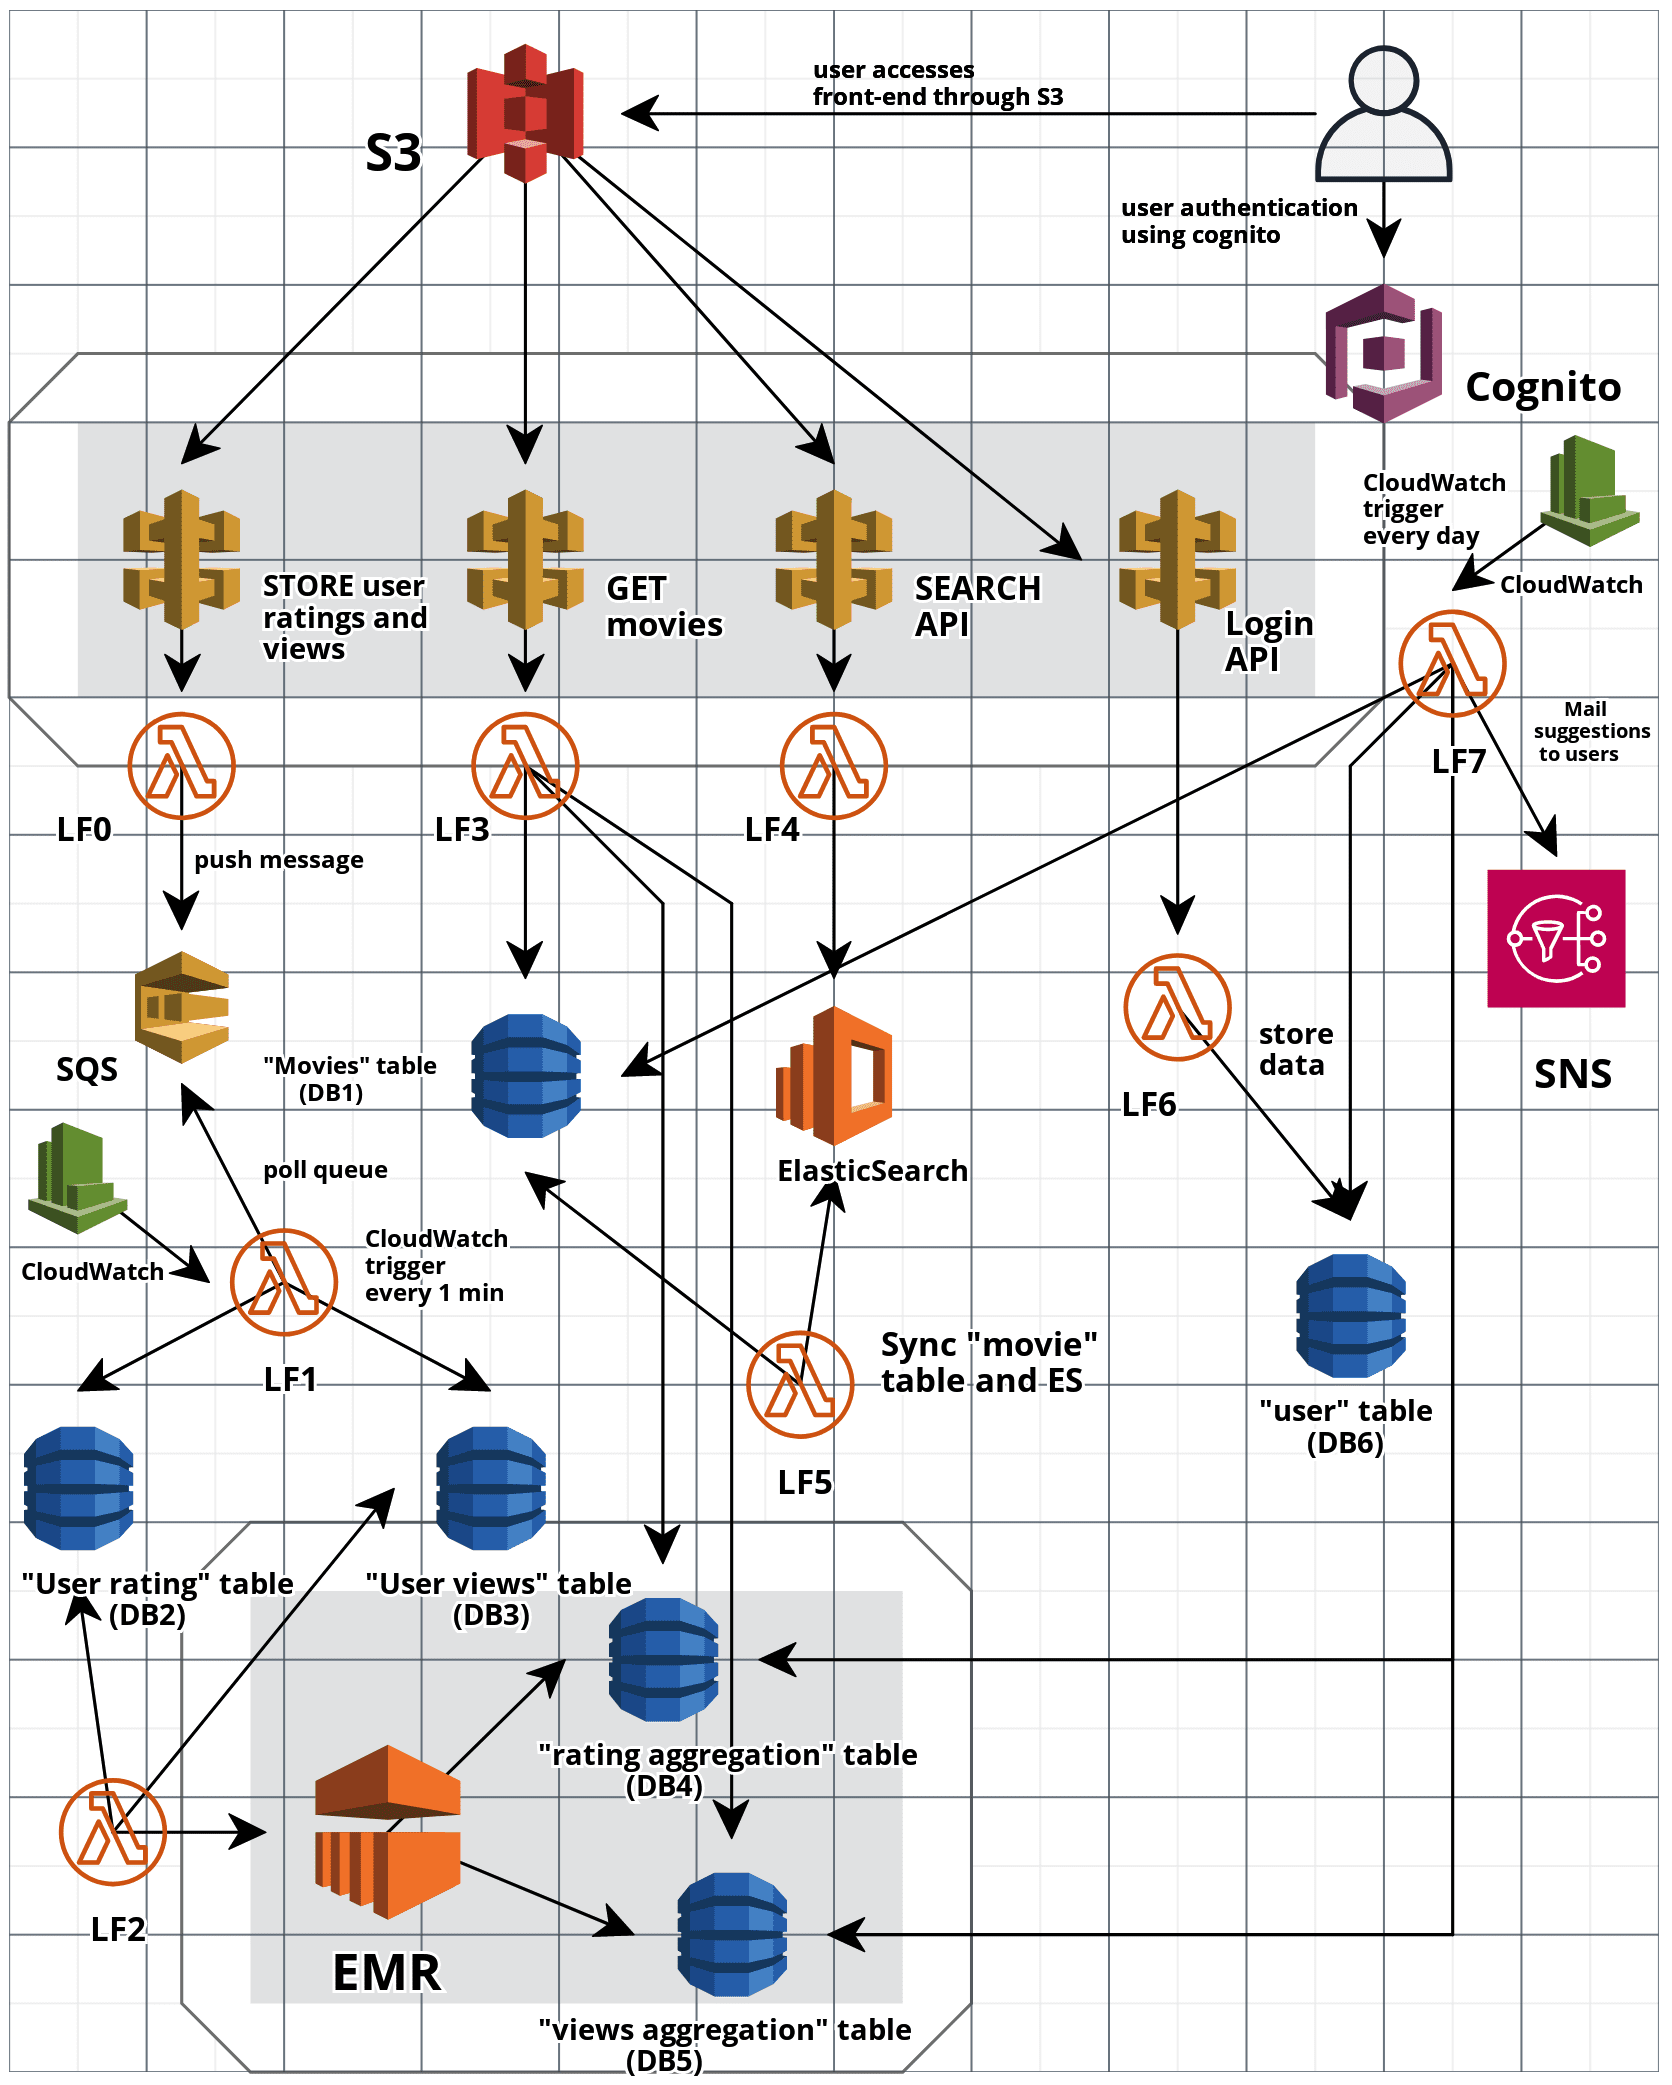 user accesses
front-end through S3
S3
user authentication
using cognito
Cognito
CloudWatch
trigger
every day
CloudWatch
STORE user
ratings and
views
GET
movies
SEARCH
API
Login
API
Mail
suggestions
to users
LF7
LF0
LF3
LF4
push message
store
data
SQS
"Movies" table
(DB1)
SNS
LF6
poll queue
ElasticSearch
CloudWatch
CloudWatch
trigger
every 1 min
LF1
Sync "movie"
table and ES
"user" table
(DB6)
LF5
"User rating" table
(DB2)
"User views" table
(DB3)
"rating aggregation" table
(DB4)
LF2
EMR
"views aggregation" table
(DB5)